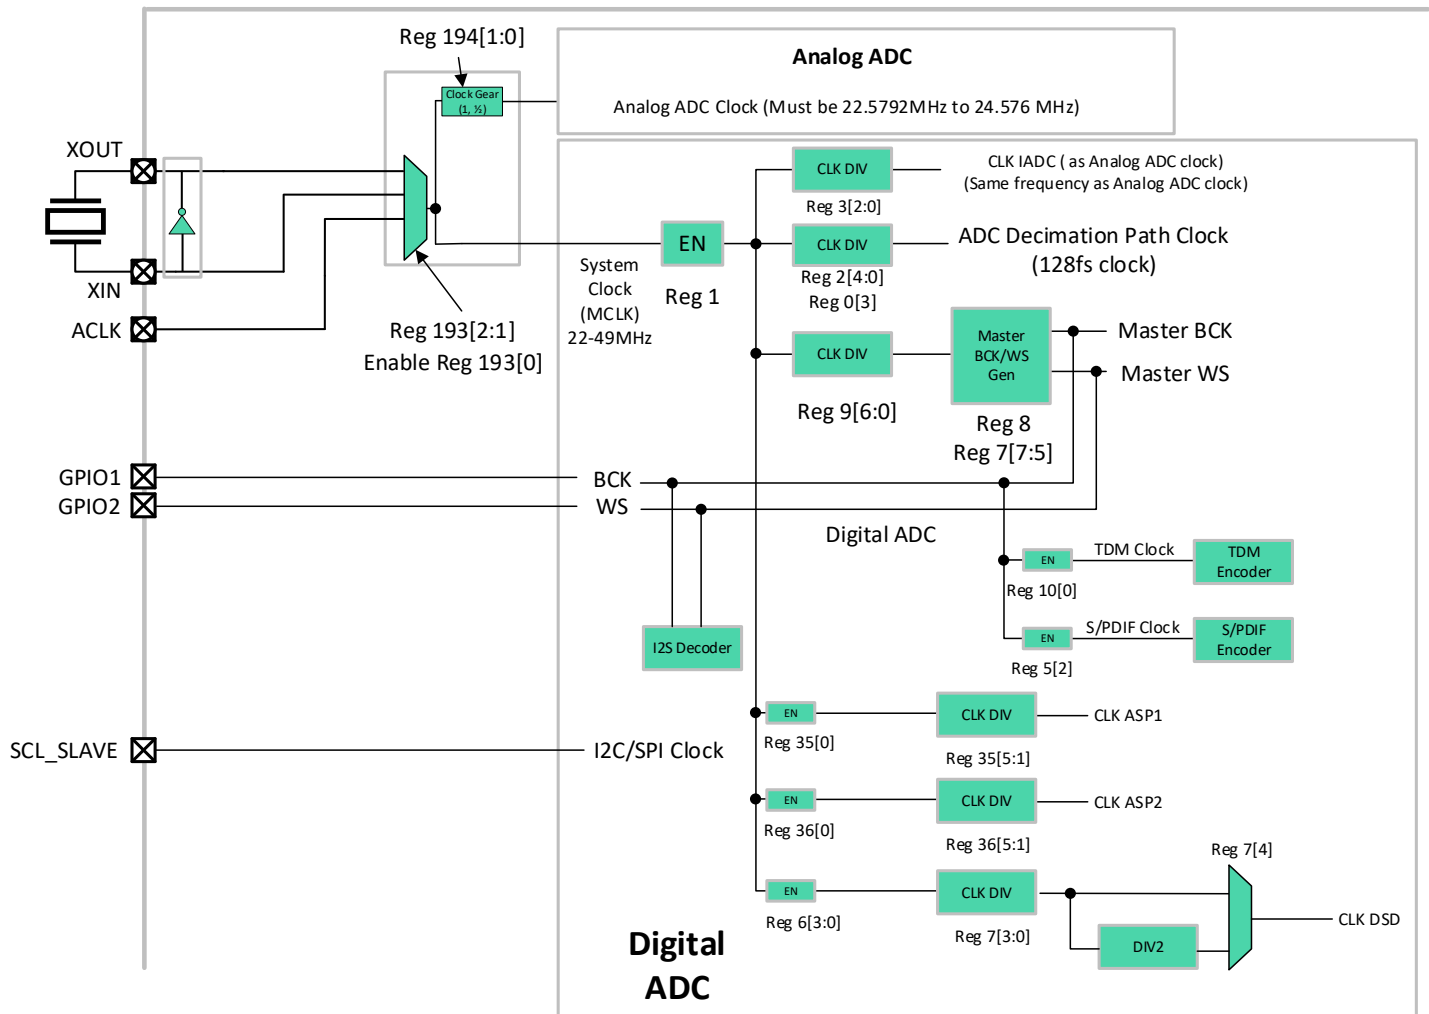 Reg 194[1:0]
Analog ADC
Clock Gear
(1, ½)
Analog ADC Clock (Must be 22.5792MHz to 24.576 MHz)
XOUT
XIN
ACLK
Reg 193[2:1]
Enable Reg 193[0]
System
Clock
(MCLK)
22-49MHz
EN
Reg 1
CLK DIV
Reg 3[2:0]
CLK IADC ( as Analog ADC clock)
(Same frequency as Analog ADC clock)
CLK DIV
Reg 2[4:0]
Reg 0[3]
ADC Decimation Path Clock
(128fs clock)
CLK DIV
Reg 9[6:0]
Master
BCK/WS
Gen
Reg 8
Reg 7[7:5]
Master BCK
Master WS
GPIO1
GPIO2
BCK
WS
Digital ADC
EN
Reg 10[0]
TDM Clock
TDM
Encoder
I2S Decoder
EN
Reg 5[2]
S/PDIF Clock
S/PDIF
Encoder
SCL_SLAVE
I2C/SPI Clock
EN
Reg 35[0]
CLK DIV
Reg 35[5:1]
CLK ASP1
EN
Reg 36[0]
CLK DIV
Reg 36[5:1]
CLK ASP2
EN
Reg 6[3:0]
CLK DIV
Reg 7[3:0]
DIV2
Reg 7[4]
CLK DSD
Digital
ADC